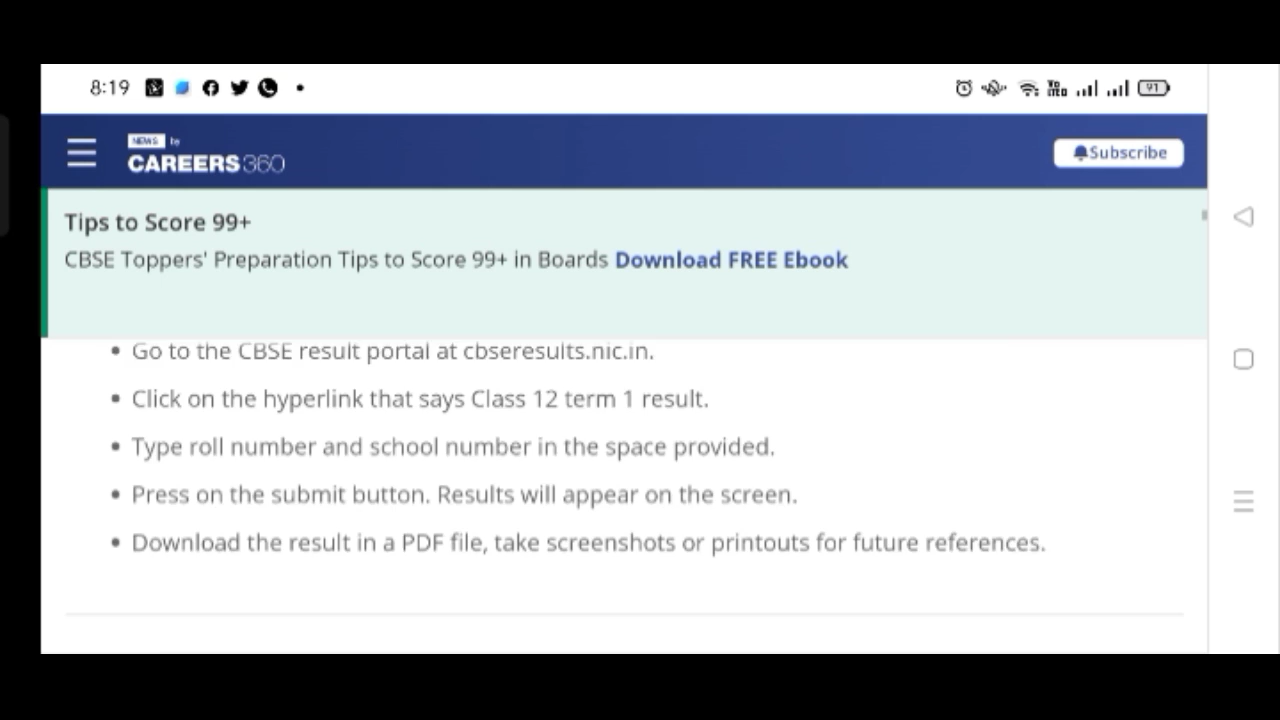 8:19
VoLTE 91
NEWS by
CAREERS360
Subscribe
Tips to Score 99+
CBSE Toppers' Preparation Tips to Score 99+ in Boards Download FREE Ebook
• Go to the CBSE result portal at cbseresults.nic.in.
• Click on the hyperlink that says Class 12 term 1 result.
• Type roll number and school number in the space provided.
• Press on the submit button. Results will appear on the screen.
• Download the result in a PDF file, take screenshots or printouts for future references.